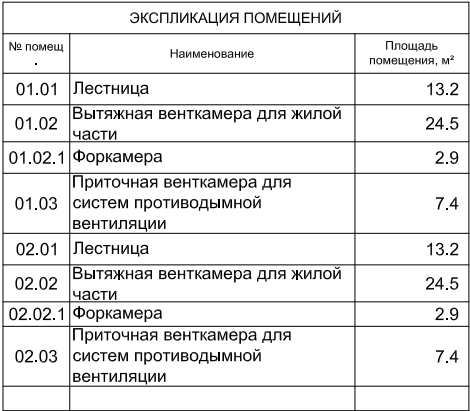 ЭКСПЛИКАЦИЯ ПОМЕЩЕНИЙ
№ помещ
.
Наименование
Площадь
помещения, м²
01.01 Лестница 13.2
01.02 Вытяжная венткамера для жилой
части 24.5
01.02.1 Форкамера 2.9
01.03 Приточная венткамера для
систем противодымной
вентиляции 7.4
02.01 Лестница 13.2
02.02 Вытяжная венткамера для жилой
части 24.5
02.02.1 Форкамера 2.9
02.03 Приточная венткамера для
систем противодымной
вентиляции 7.4